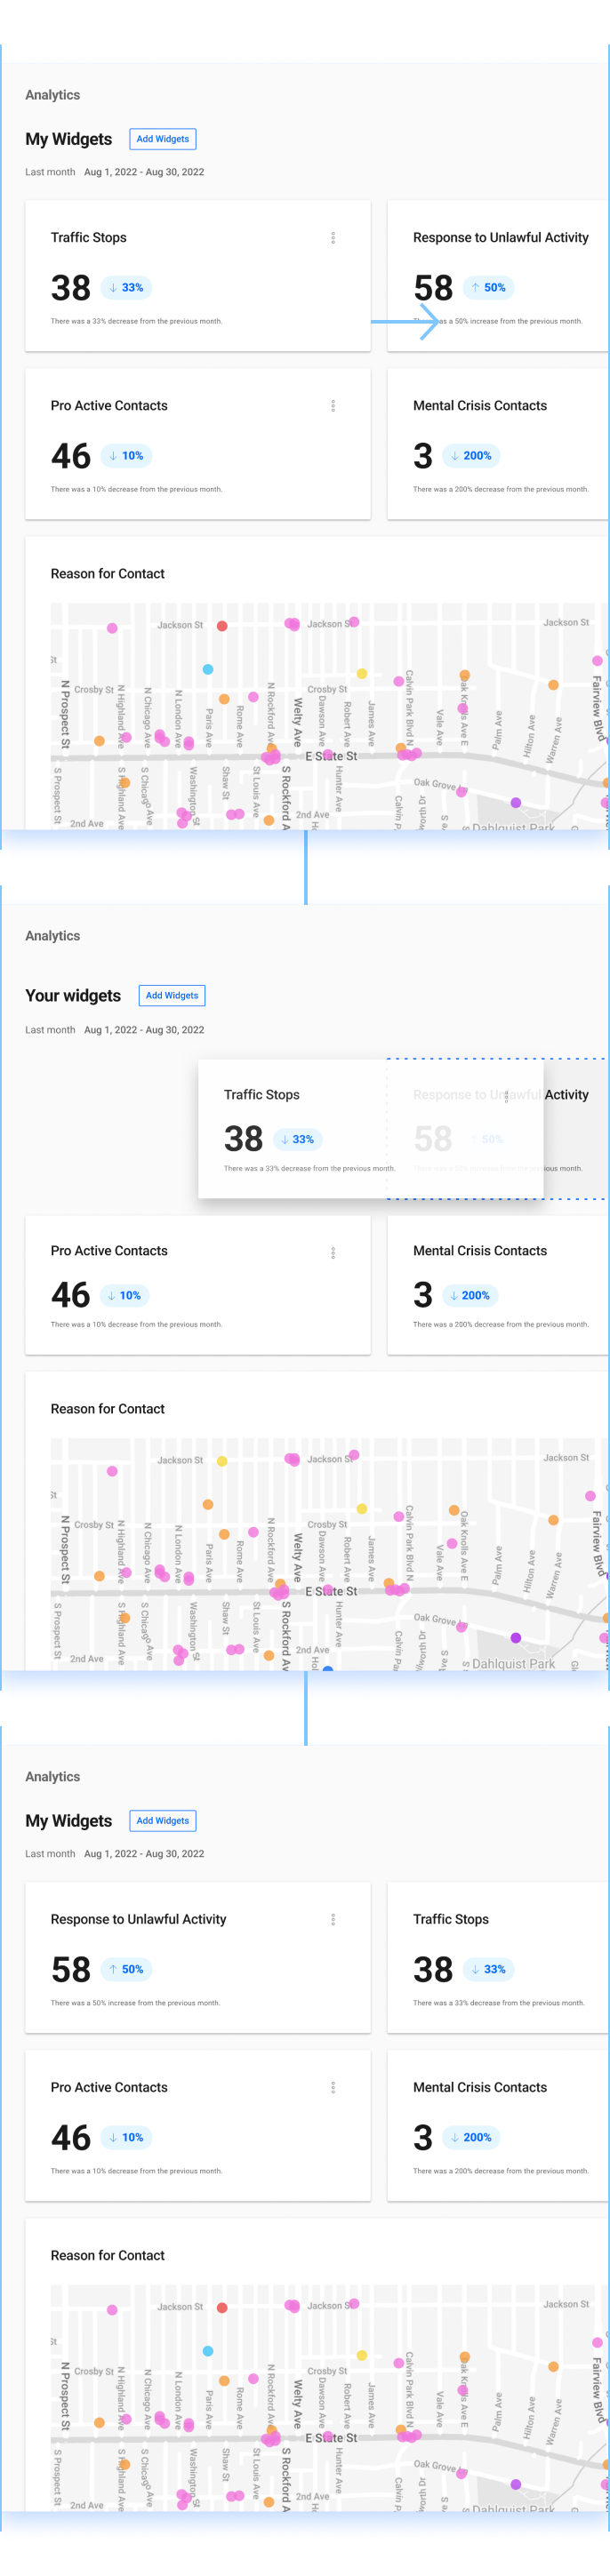 Analytics
My Widgets Add Widgets
Last month Aug 1, 2022 - Aug 30, 2022
Traffic Stops
38 ↓ 33%
There was a 33% decrease from the previous month.
Response to Unlawful Activity
58 ↑ 50%
as a 50% increase from the previous month.
Pro Active Contacts
46 ↓ 10%
There was a 10% decrease from the previous month.
Mental Crisis Contacts
3 ↓ 200%
There was a 200% decrease from the previous month.
Reason for Contact
Jackson St
Jackson St
Jackson St
St
Crosby St
Crosby St
N Prospect St
N Highland Ave
N Chicago Ave
N London Ave
Paris Ave
Rome Ave
N Rockford Ave
Welty Ave
Dawson Ave
Robert Ave
James Ave
Calvin Park Blvd N
Vale Ave
Oak Knolls Ave E
Palm Ave
Hilton Ave
Warren Ave
Fairview Blvd
E State St
Oak Grove
S Prospect St
S Highland Ave
S Chicago Ave
Washington St
Shaw St
St Louis Ave
S Rockford A
Hunter Ave
Calvin P
2nd Ave
2nd Ave
Dahlquist Park
Analytics
Your widgets Add Widgets
Last month Aug 1, 2022 - Aug 30, 2022
Traffic Stops
38 ↓ 33%
There was a 33% decrease from the previous month.
Response to Unlawful Activity
58 ↑ 50%
ious month.
Pro Active Contacts
46 ↓ 10%
There was a 10% decrease from the previous month.
Mental Crisis Contacts
3 ↓ 200%
There was a 200% decrease from the previous month.
Reason for Contact
Jackson St
Jackson St
Jackson St
St
Crosby St
Crosby St
N Prospect St
N Highland Ave
N Chicago Ave
N London Ave
Paris Ave
Rome Ave
N Rockford Ave
Welty Ave
Dawson Ave
Robert Ave
James Ave
Calvin Park Blvd N
Vale Ave
Oak Knolls Ave E
Palm Ave
Hilton Ave
Warren Ave
Fairview Blvd
E State St
Oak Grove
S Prospect St
S Highland Ave
S Chicago Ave
Washington St
Shaw St
St Louis Ave
S Rockford Av
Hunter Ave
Calvin Pa
2nd Ave
2nd Ave
Hol
Dahlquist Park
Analytics
My Widgets Add Widgets
Last month Aug 1, 2022 - Aug 30, 2022
Response to Unlawful Activity
58 ↑ 50%
There was a 50% increase from the previous month.
Traffic Stops
38 ↓ 33%
There was a 33% decrease from the previous month.
Pro Active Contacts
46 ↓ 10%
There was a 10% decrease from the previous month.
Mental Crisis Contacts
3 ↓ 200%
There was a 200% decrease from the previous month.
Reason for Contact
Jackson St
Jackson St
Jackson St
St
Crosby St
Crosby St
N Prospect St
N Highland Ave
N Chicago Ave
N London Ave
Paris Ave
Rome Ave
N Rockford Ave
Welty Ave
Dawson Ave
Robert Ave
James Ave
Calvin Park Blvd N
Vale Ave
Oak Knolls Ave E
Palm Ave
Hilton Ave
Warren Ave
Fairview Blvd
E State St
Oak Grove
S Prospect St
S Highland Ave
S Chicago Ave
Washington St
Shaw St
St Louis Ave
S Rockford A
Hunter Ave
Calvin P
2nd Ave
2nd Ave
Dahlquist Park